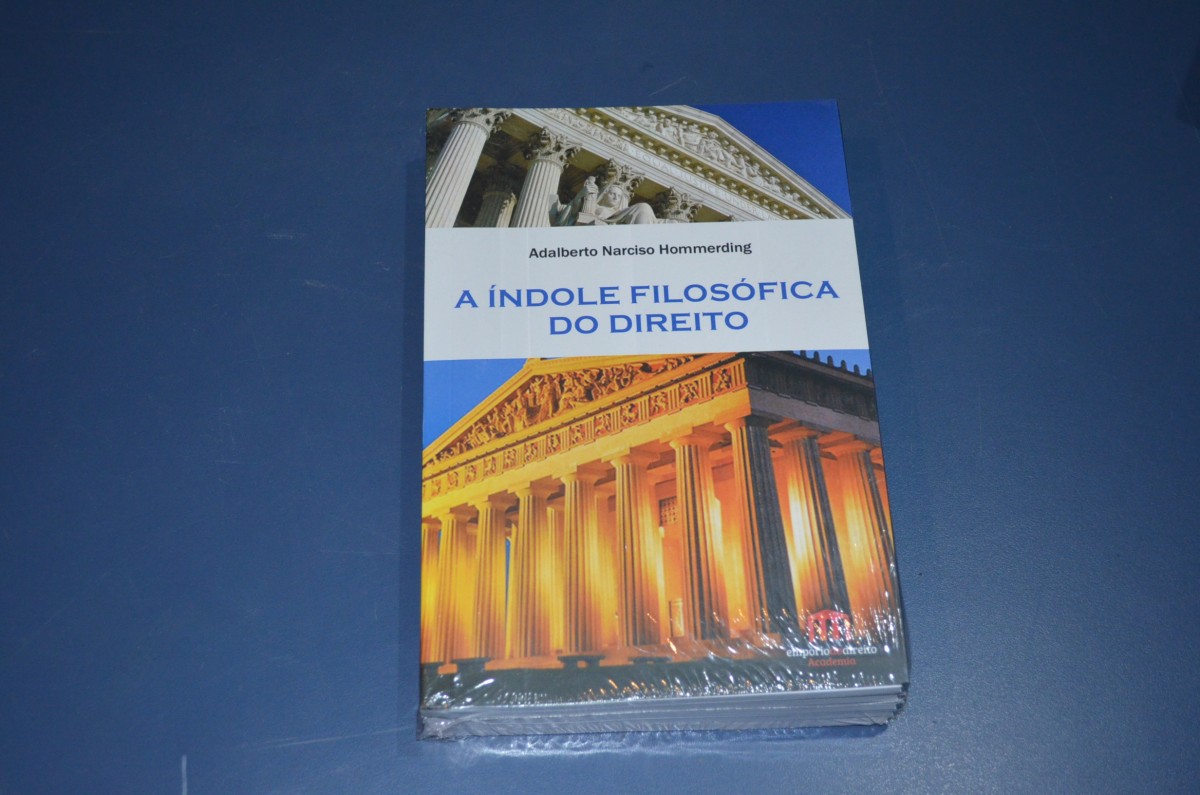 Adalberto Narciso Hommerding
A ÍNDOLE FILOSÓFICA
DO DIREITO
empório do direito
Academia